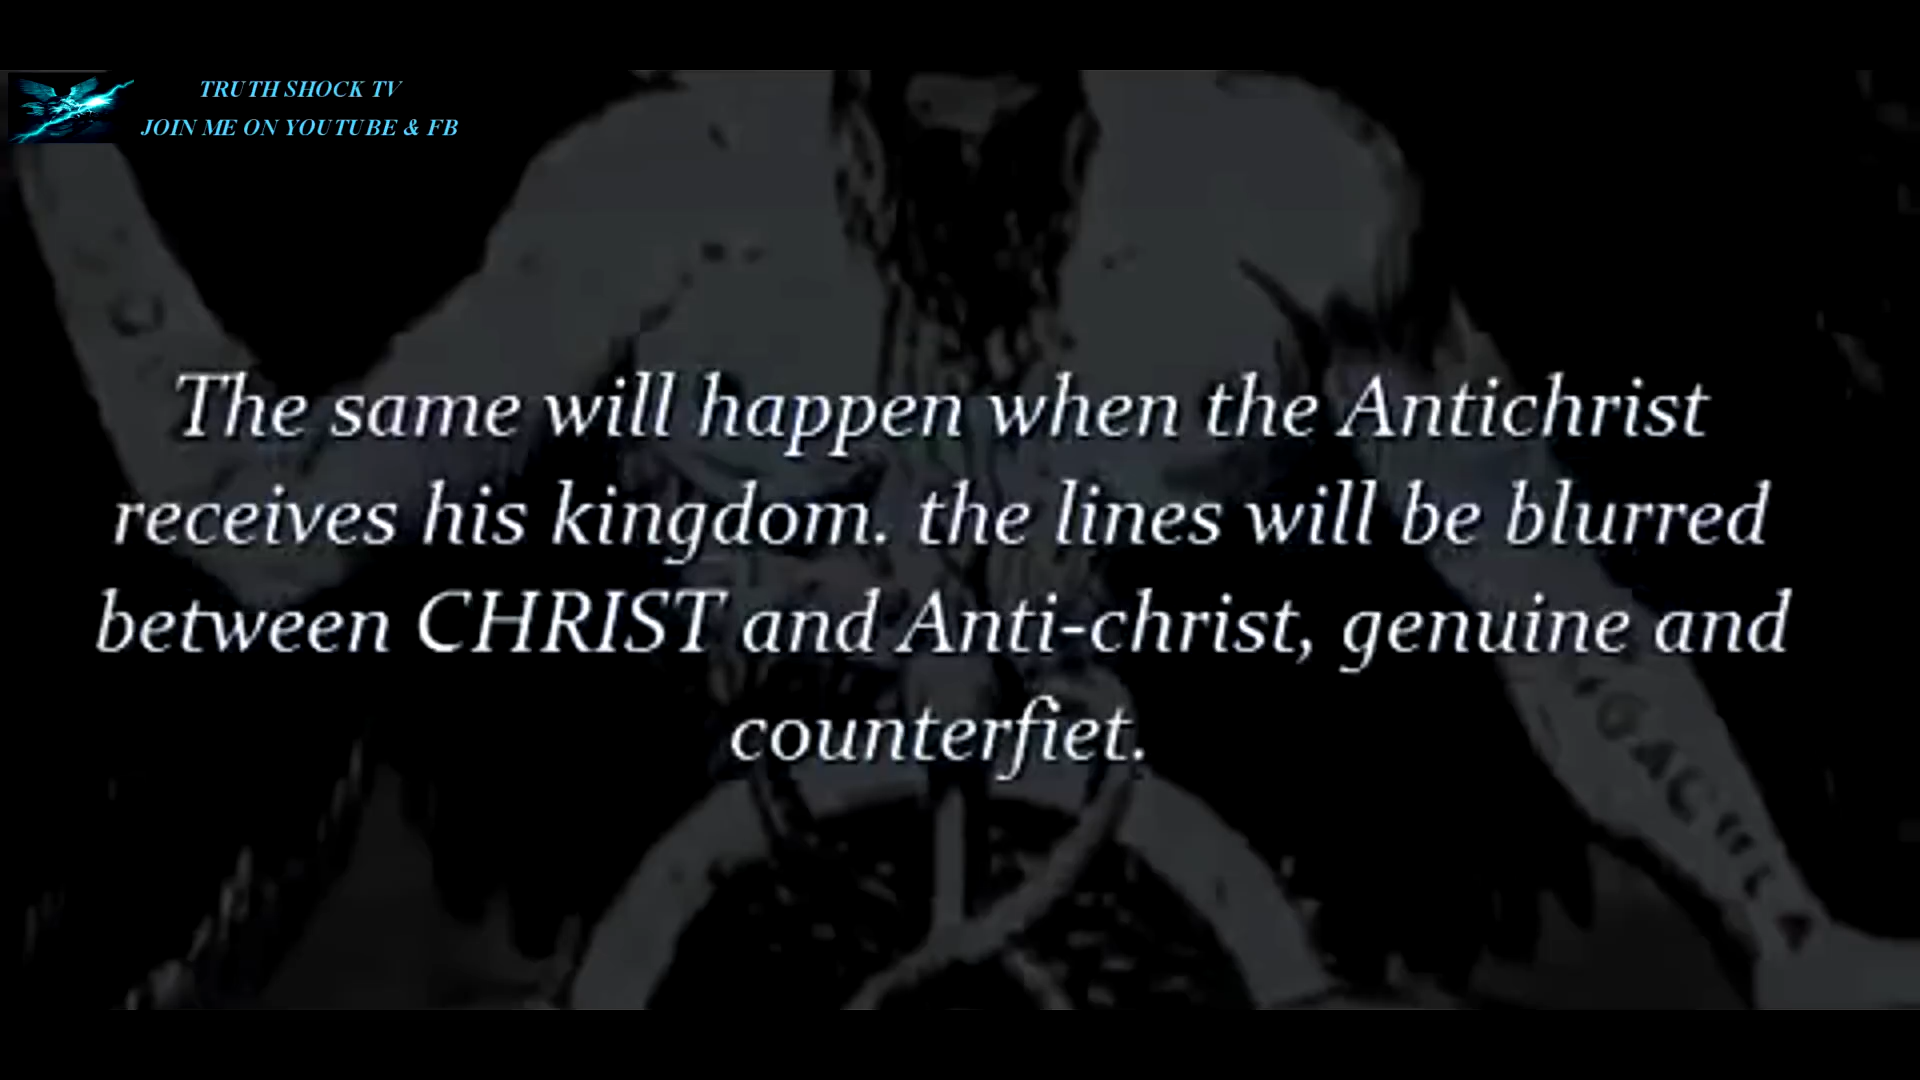 TRUTH SHOCK TV
JOIN ME ON YOUTUBE & FB
The same will happen when the Antichrist
receives his kingdom. the lines will be blurred
between CHRIST and Anti-christ, genuine and
counterfiet.